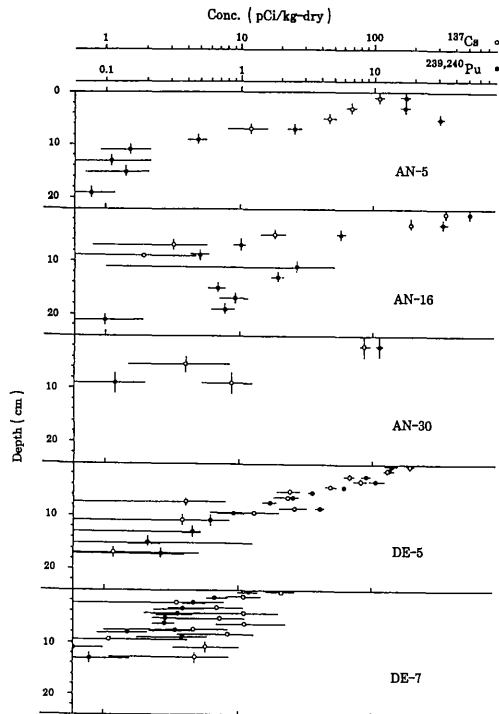 Conc. ( pCi/kg-dry)
1 10 100 ¹³⁷Cs ○
0.1 1 10 100 ²³⁹,²⁴⁰Pu ●
0
10
20
AN-5
10
20
AN-16
10
20
AN-30
Depth ( cm)
10
20
DE-5
10
20
DE-7